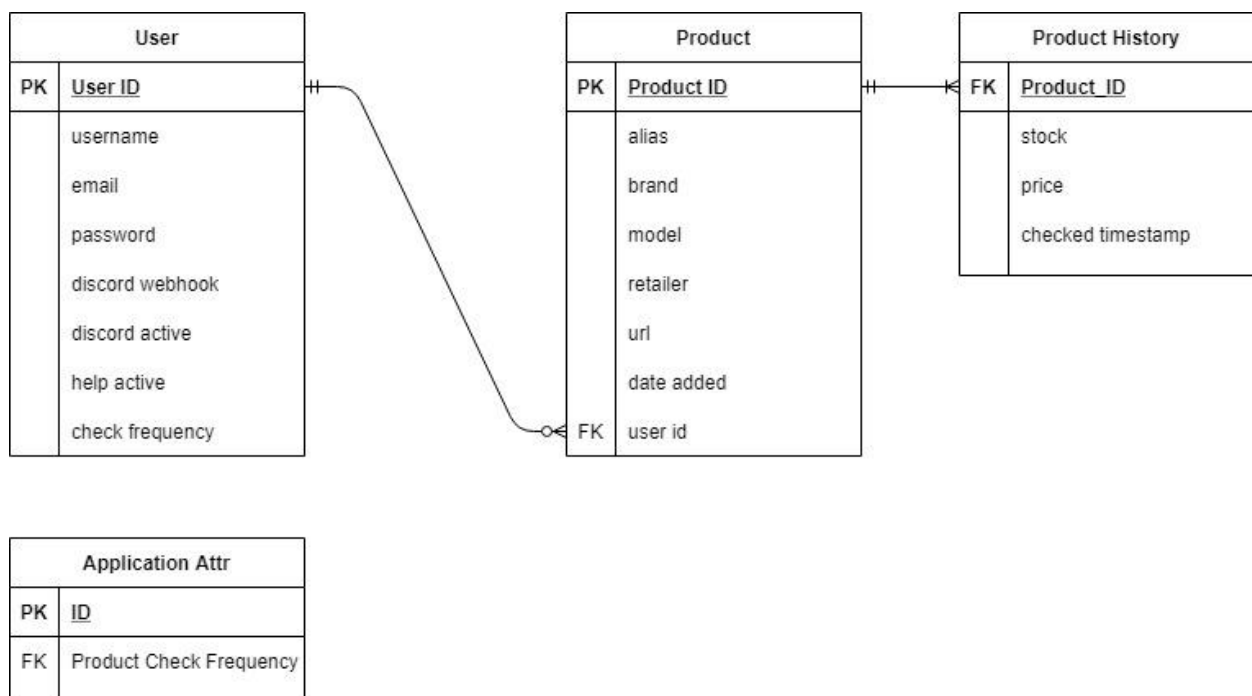 User
PK User ID
username
email
password
discord webhook
discord active
help active
check frequency
Product
PK Product ID
alias
brand
model
retailer
url
date added
FK user id
Product History
FK Product_ID
stock
price
checked timestamp
Application Attr
PK ID
FK Product Check Frequency